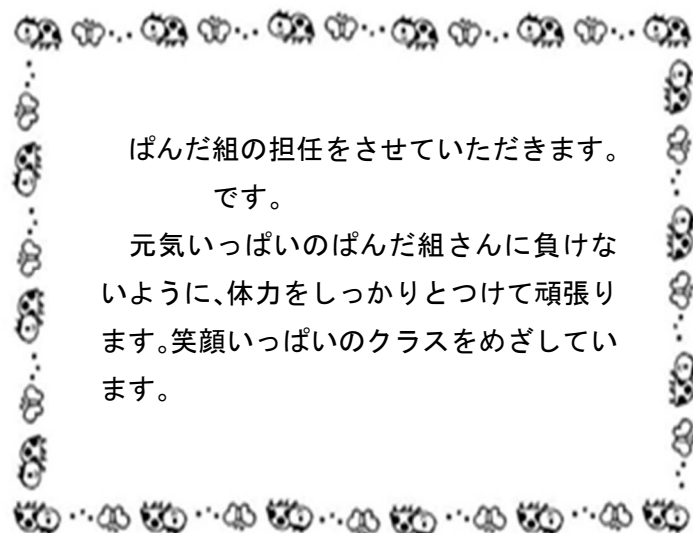 ぱんだ組の担任をさせていただきます。
です。
元気いっぱいのぱんだ組さんに負けな
いように、体力をしっかりとつけて頑張り
ます。笑顔いっぱいのクラスをめざしてい
ます。